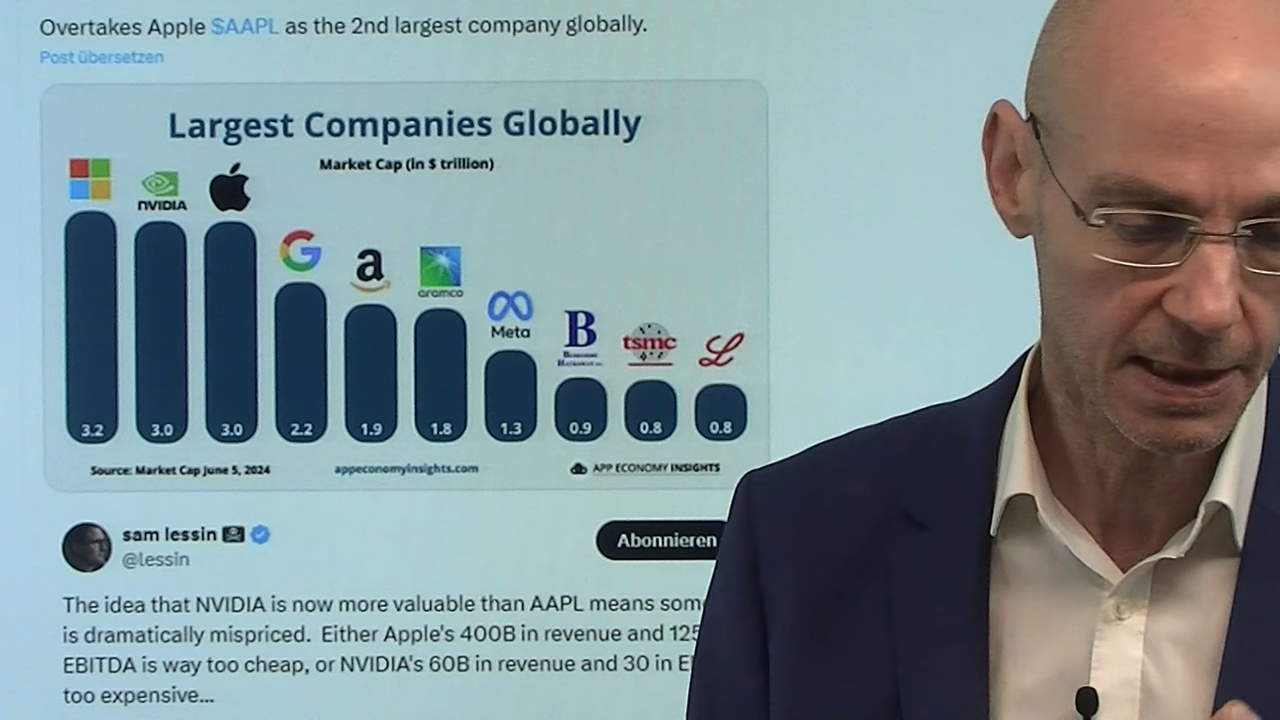 Overtakes Apple $AAPL as the 2nd largest company globally.
Post übersetzen
Largest Companies Globally
Market Cap (in $ trillion)
NVIDIA
a
aramco
Meta
B
BERKSHIRE
HATHAWAY INC.
tsmc
L
3.2 3.0 3.0 2.2 1.9 1.8 1.3 0.9 0.8 0.8
Source: Market Cap June 5, 2024 appeconomyinsights.com APP ECONOMY INSIGHTS
sam lessin
@lessin
Abonnieren
The idea that NVIDIA is now more valuable than AAPL means som
is dramatically mispriced. Either Apple's 400B in revenue and 125
EBITDA is way too cheap, or NVIDIA's 60B in revenue and 30 in E
too expensive...